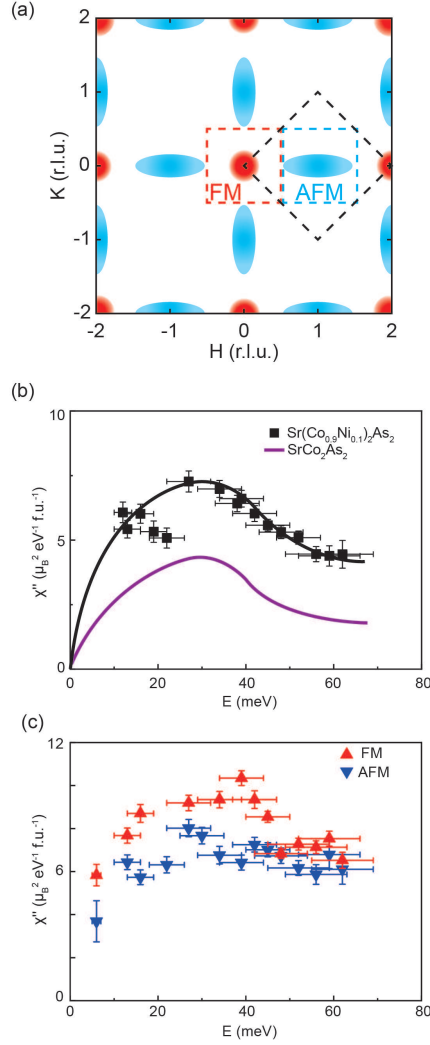 (a)
2
1
0
-1
-2
K (r.l.u.)
FM
AFM
-2
-1
0
1
2
H (r.l.u.)
(b)
10
5
0
χ'' (μB² eV⁻¹ f.u.⁻¹)
Sr(Co0.9Ni0.1)2As2
SrCo2As2
0
20
40
60
80
E (meV)
(c)
12
6
0
χ'' (μB² eV⁻¹ f.u.⁻¹)
FM
AFM
0
20
40
60
80
E (meV)